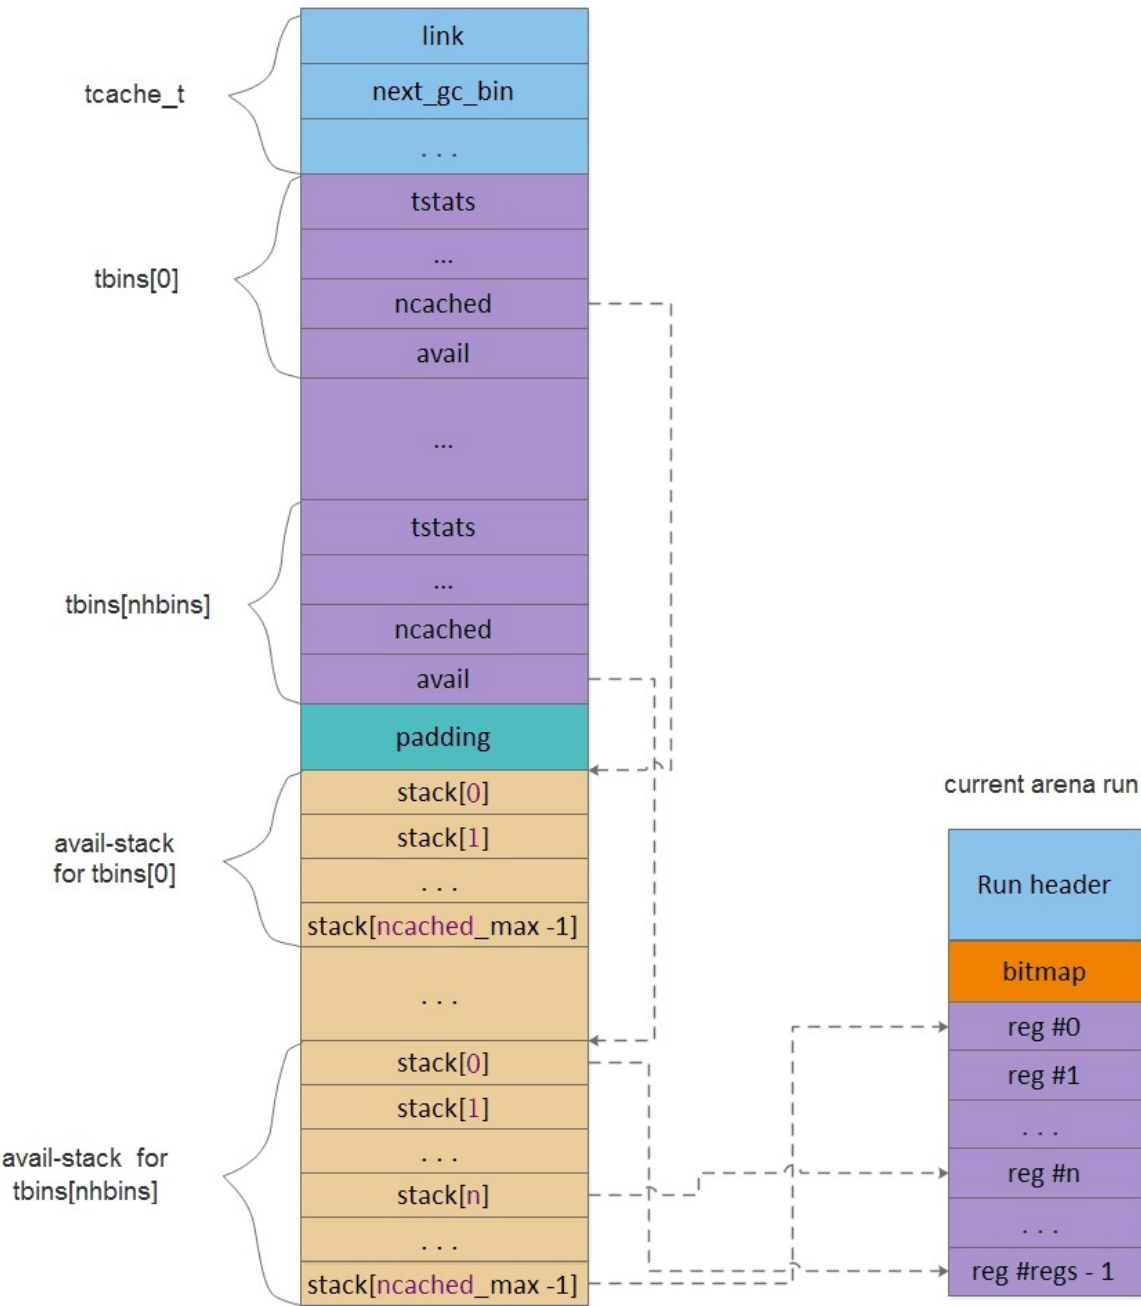 tcache_t
link
next_gc_bin
. . .
tbins[0]
tstats
...
ncached
avail
...
tbins[nhbins]
tstats
...
ncached
avail
padding
avail-stack
for tbins[0]
stack[0]
stack[1]
. . .
stack[ncached_max -1]
. . .
avail-stack for
tbins[nhbins]
stack[0]
stack[1]
. . .
stack[n]
. . .
stack[ncached_max -1]
current arena run
Run header
bitmap
reg #0
reg #1
. . .
reg #n
. . .
reg #regs - 1